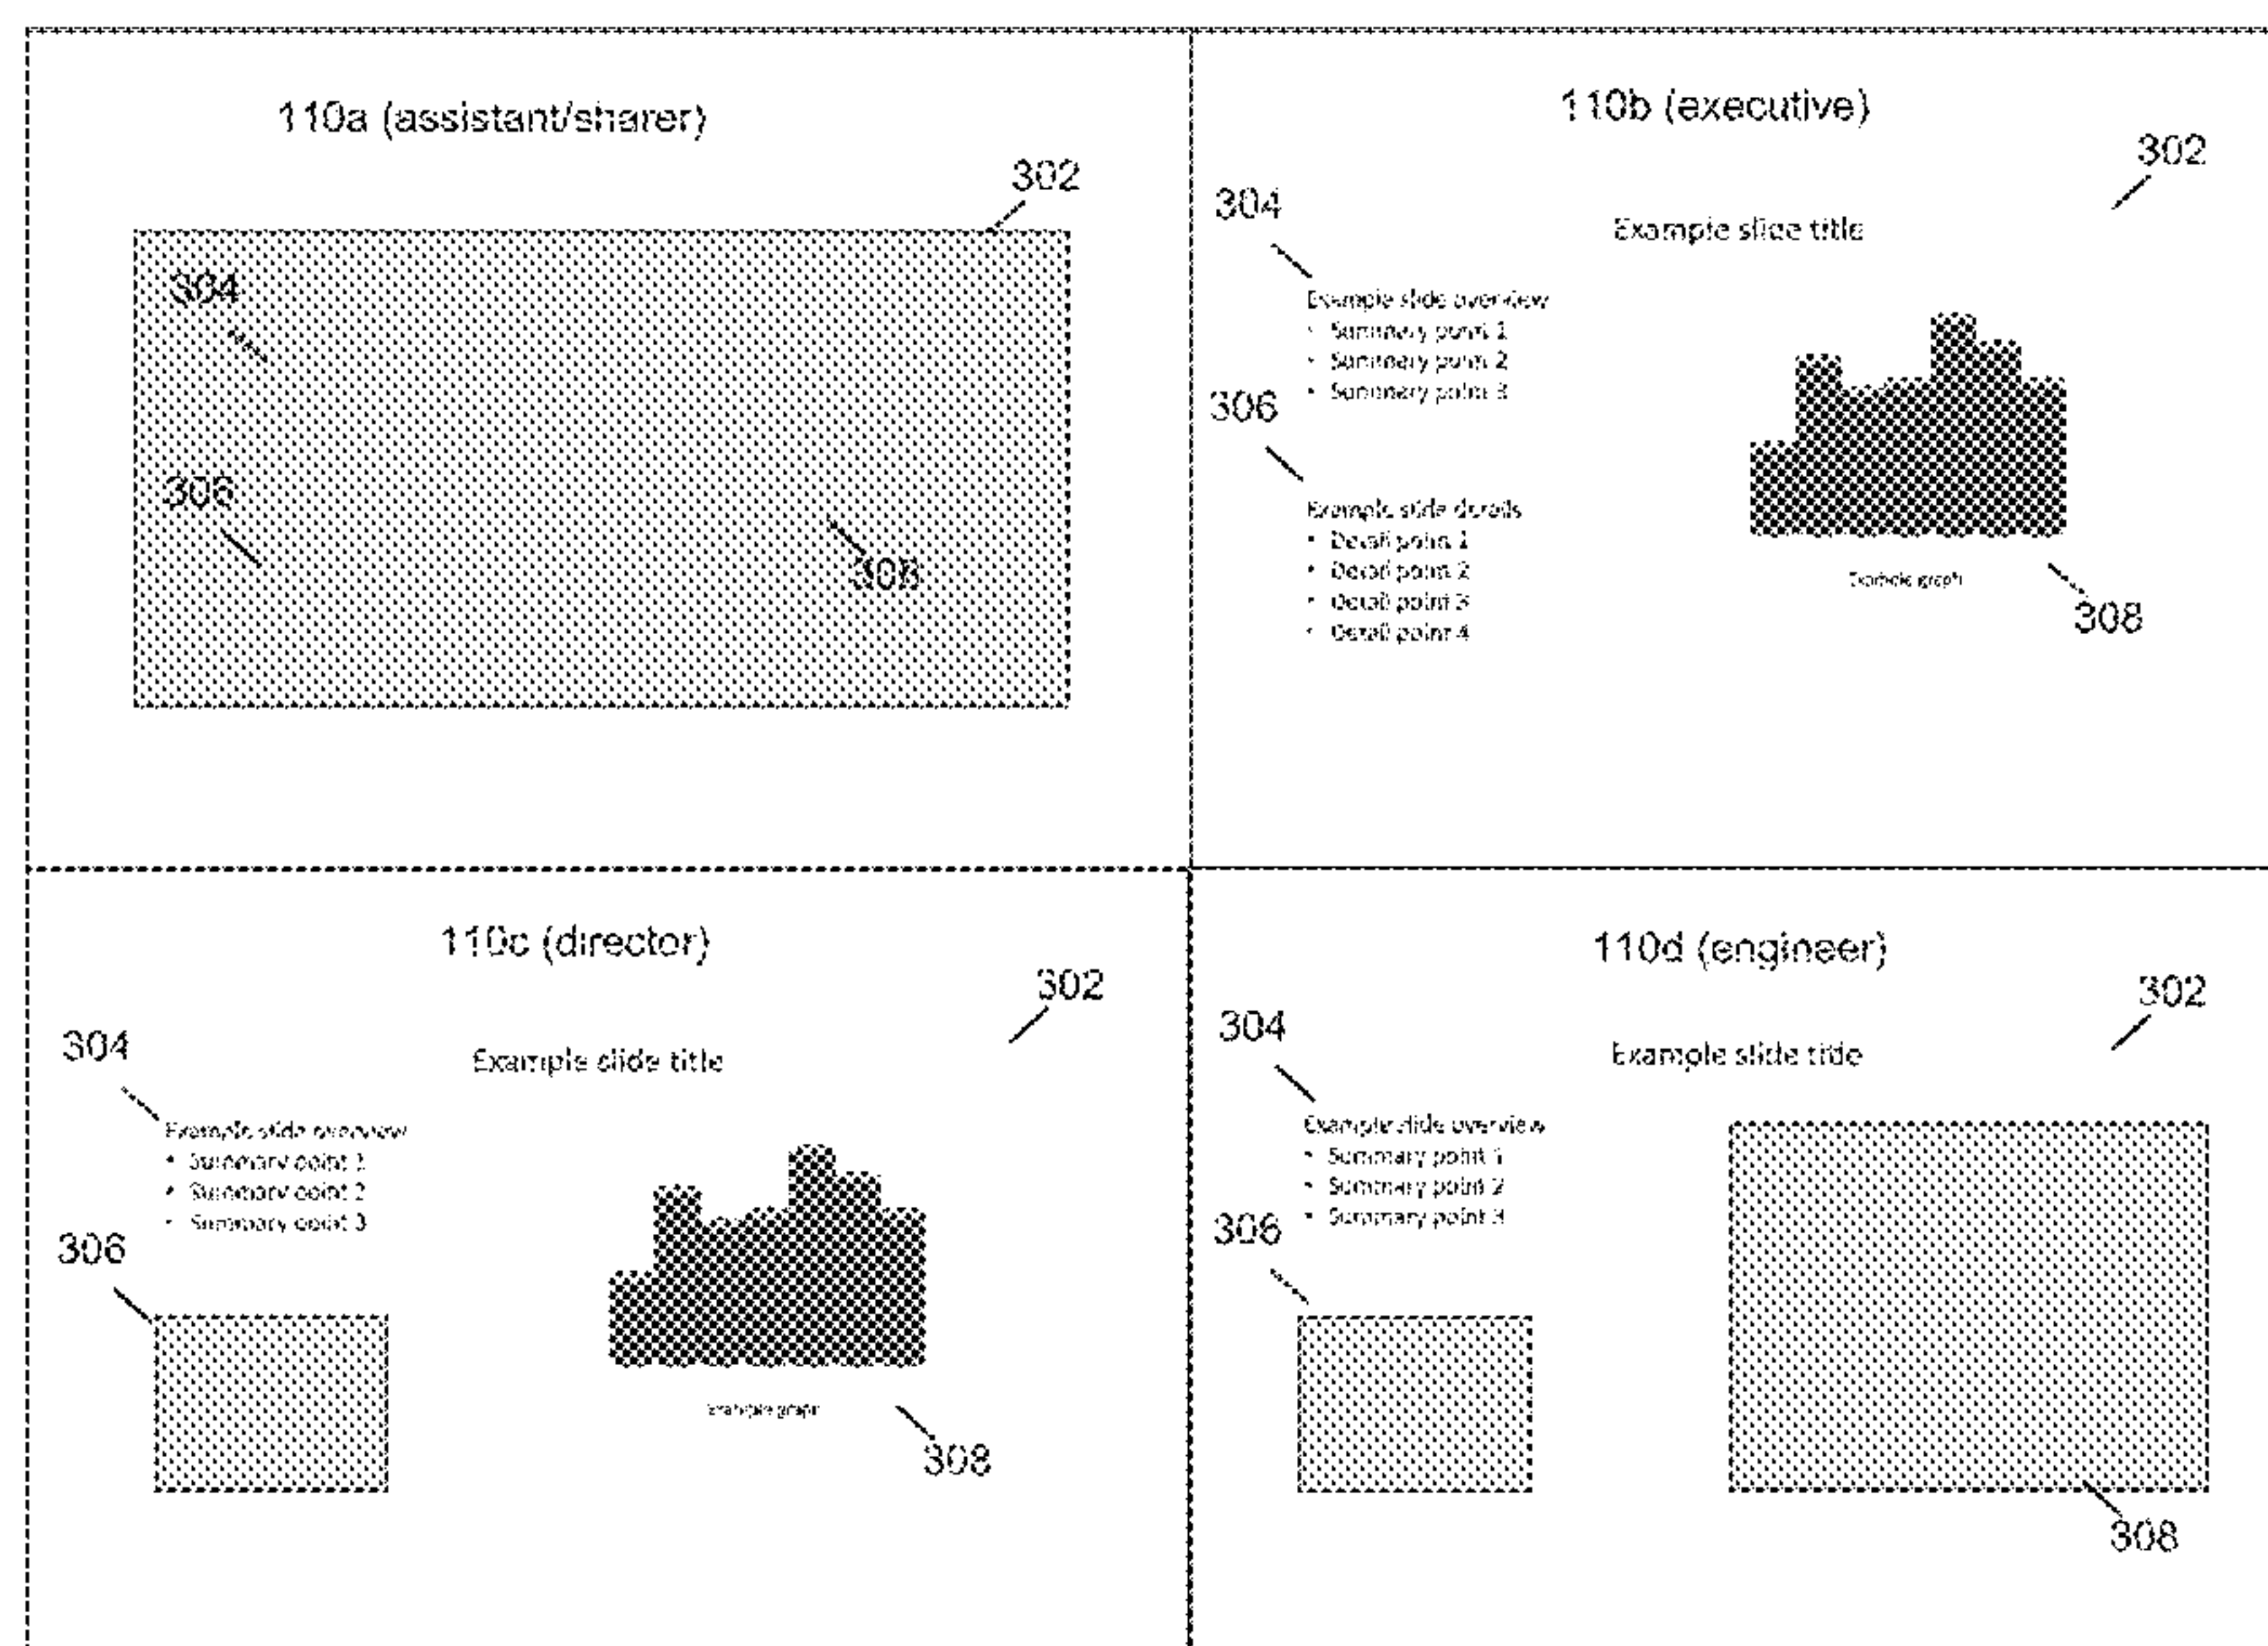 110a (assistant/sharer)
302
304
306
308
110b (executive)
302
304
Example slide title
Example slide overview
• Summary point 1
• Summary point 2
• Summary point 3
306
Example slide details
• Detail point 1
• Detail point 2
• Detail point 3
• Detail point 4
Example graph
308
110c (director)
302
304
Example slide title
Example slide overview
• Summary point 1
• Summary point 2
• Summary point 3
306
Example graph
308
110d (engineer)
302
304
Example slide title
Example slide overview
• Summary point 1
• Summary point 2
• Summary point 3
306
308